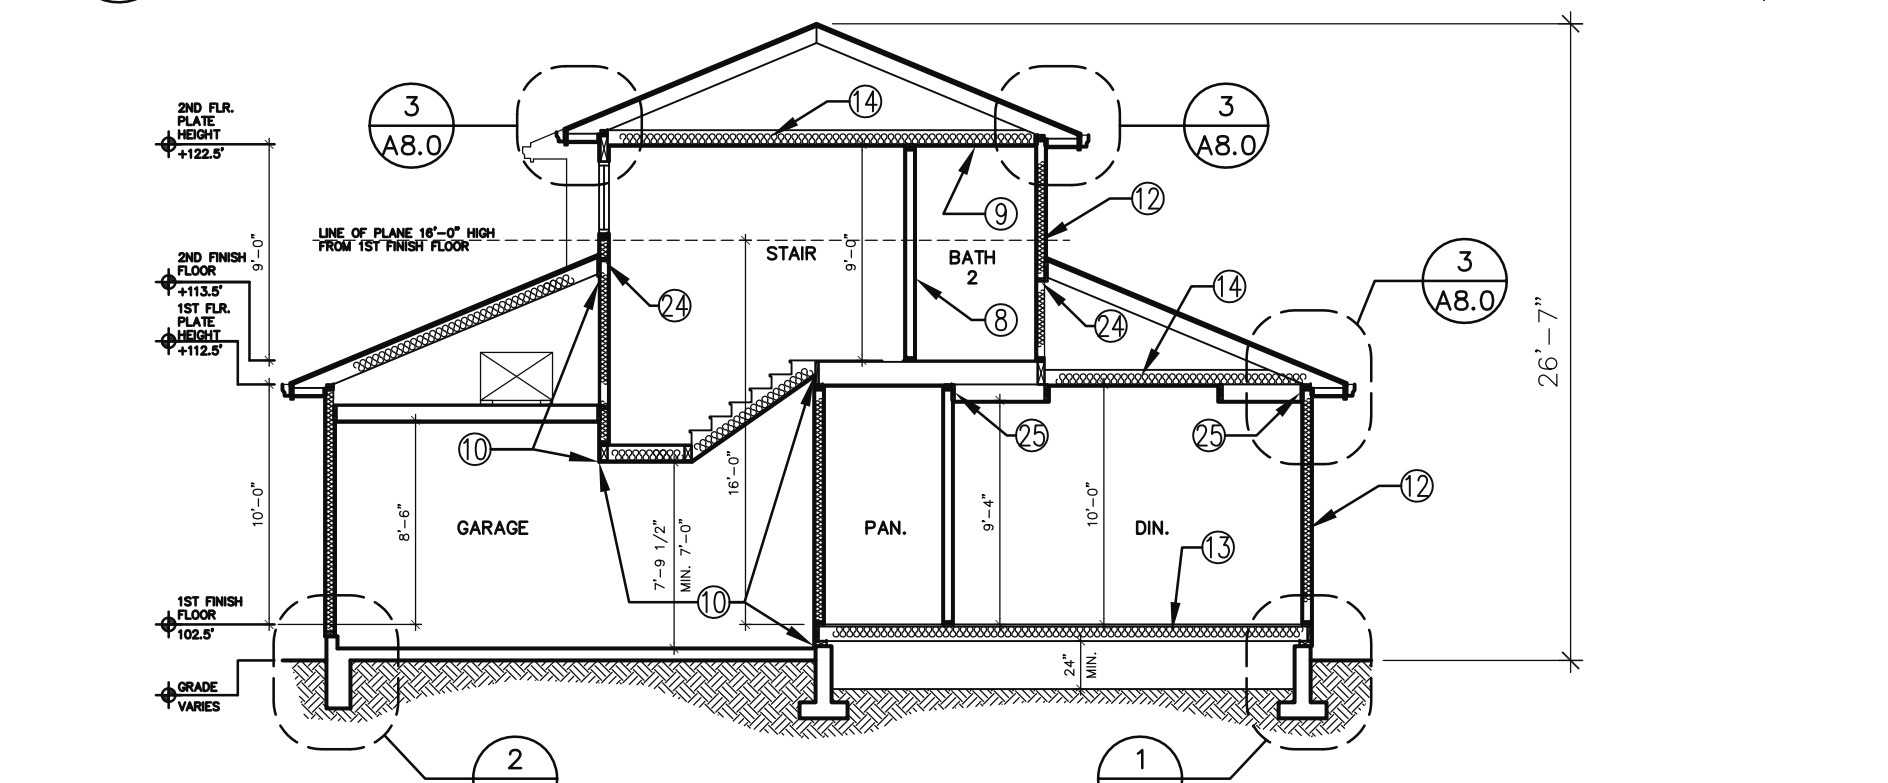 3
A8.0
14
3
A8.0
2ND FLR.
PLATE
HEIGHT
+122.5'
12
9
LINE OF PLANE 16'-0" HIGH
FROM 1ST FINISH FLOOR
9'-0"
STAIR
9'-0"
BATH
2
2ND FINISH
FLOOR
+113.5'
3
A8.0
14
24
8
24
1ST FLR.
PLATE
HEIGHT
+112.5'
26'-7"
10
25
25
16'-0"
12
10'-0"
8'-6"
GARAGE
7'-9 1/2"
MIN. 7'-0"
PAN.
9'-4"
10'-0"
DIN.
13
10
1ST FINISH
FLOOR
102.5'
24"
MIN.
GRADE
VARIES
2
1